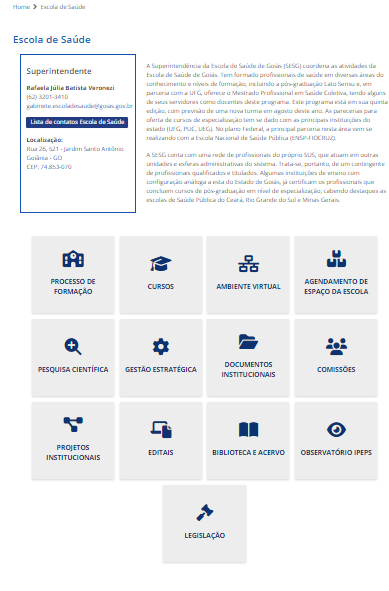 Home > Escola de Saúde
Escola de Saúde
Superintendente
Rafaela Júlia Batista Veronezi
(62) 3201-3410
gabinete.escoladesaude@goias.gov.br
Lista de contatos Escola de Saúde
Localização:
Rua 26, 521 - Jardim Santo Antônio
Goiânia - GO
CEP: 74.853-070
A Superintendência da Escola de Saúde de Goiás (SESG) coordena as atividades da
Escola de Saúde de Goiás. Tem formado profissionais de saúde em diversas áreas do
conhecimento e níveis de formação, incluindo a pós-graduação Lato Sensu e, em
parceria com a UFG, oferece o Mestrado Profissional em Saúde Coletiva, tendo alguns
de seus servidores como docentes deste programa. Este programa está em sua quinta
edição, com previsão de uma nova turma em agosto deste ano. As parcerias para
oferta de cursos de especialização tem se dado com as principais instituições do
estado (UFG, PUC, UEG). No plano Federal, a principal parceria nesta área vem se
realizando com a Escola Nacional de Saúde Pública (ENSP-FIOCRUZ).
A SESG conta com uma rede de profissionais do próprio SUS, que atuam em outras
unidades e esferas administrativas do sistema. Trata-se, portanto, de um contingente
de profissionais qualificados e titulados. Algumas instituições de ensino com
configuração análoga a esta do Estado de Goiás, já certificam os profissionais que
concluem cursos de pós-graduação em nível de especialização; cabendo destaques as
escolas de Saúde Pública do Ceará, Rio Grande do Sul e Minas Gerais.
PROCESSO DE
FORMAÇÃO
CURSOS
AMBIENTE VIRTUAL
AGENDAMENTO DE
ESPAÇO DA ESCOLA
PESQUISA CIENTÍFICA
GESTÃO ESTRATÉGICA
DOCUMENTOS
INSTITUCIONAIS
COMISSÕES
PROJETOS
INSTITUCIONAIS
EDITAIS
BIBLIOTECA E ACERVO
OBSERVATÓRIO IPEPS
LEGISLAÇÃO